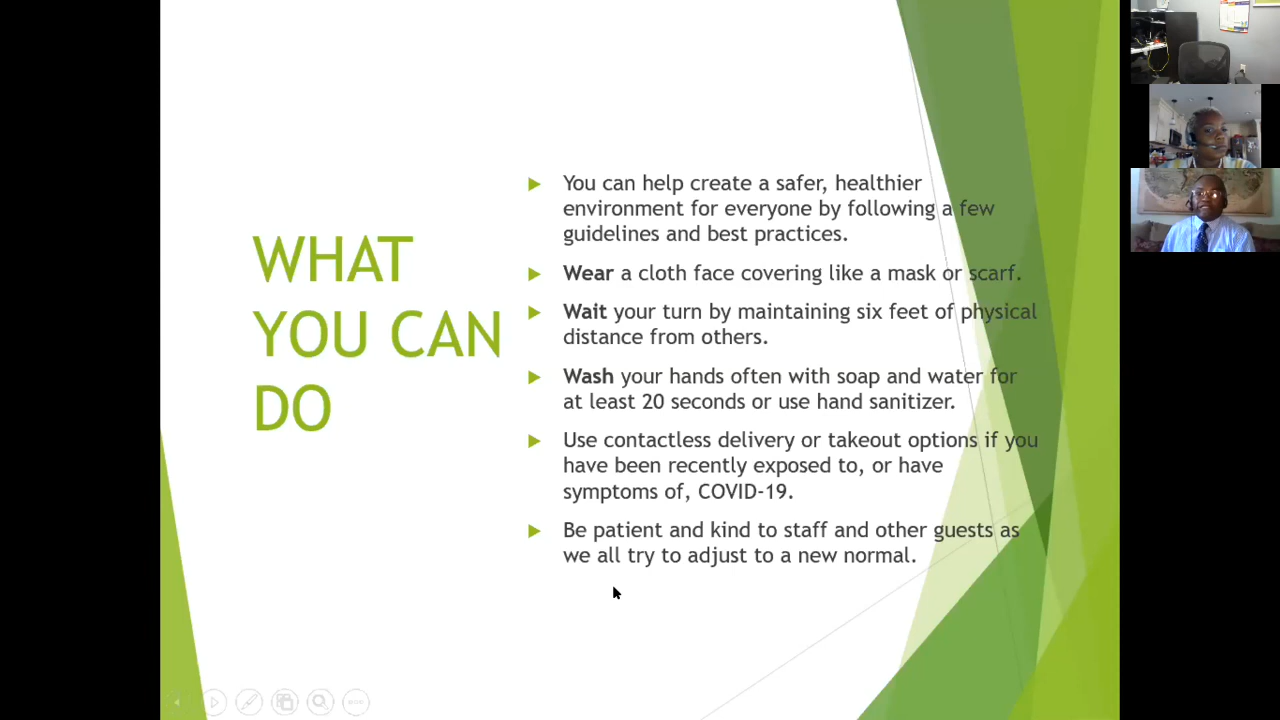 WHAT
YOU CAN
DO
You can help create a safer, healthier
environment for everyone by following a few
guidelines and best practices.
Wear a cloth face covering like a mask or scarf.
Wait your turn by maintaining six feet of physical
distance from others.
Wash your hands often with soap and water for
at least 20 seconds or use hand sanitizer.
Use contactless delivery or takeout options if you
have been recently exposed to, or have
symptoms of, COVID-19.
Be patient and kind to staff and other guests as
we all try to adjust to a new normal.